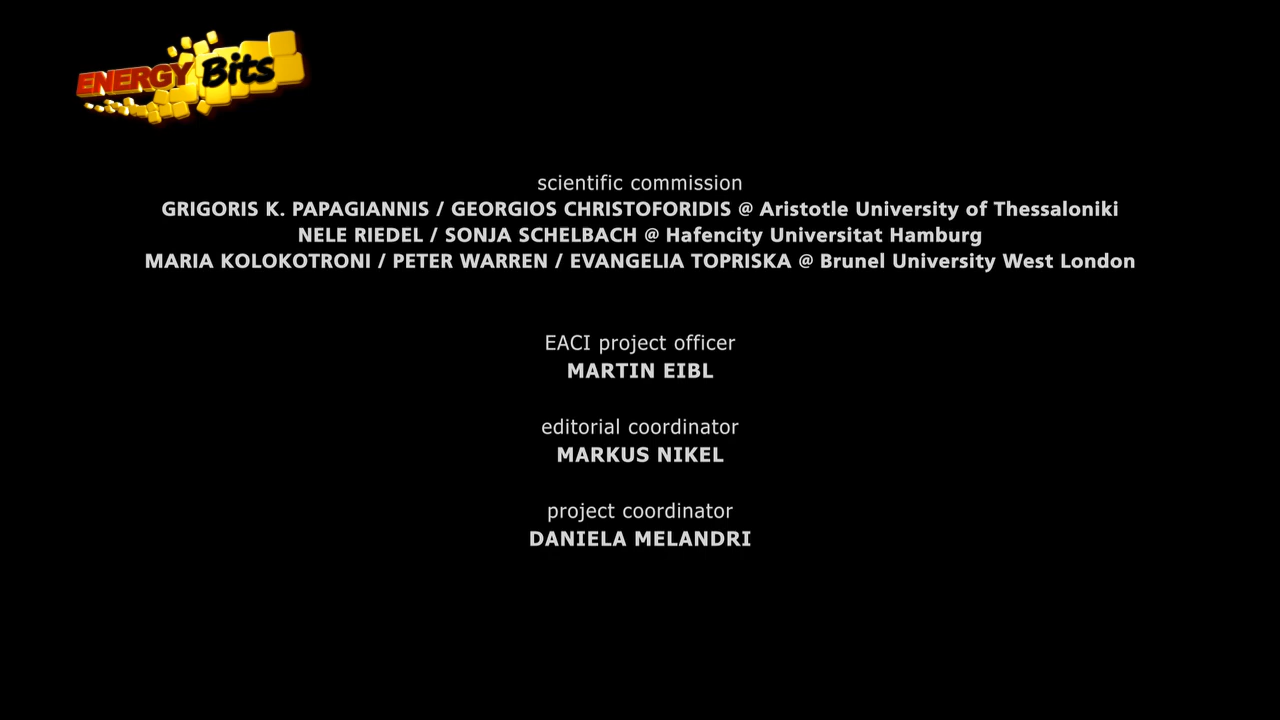 ENERGY Bits
scientific commission
GRIGORIS K. PAPAGIANNIS / GEORGIOS CHRISTOFORIDIS @ Aristotle University of Thessaloniki
NELE RIEDEL / SONJA SCHELBACH @ Hafencity Universitat Hamburg
MARIA KOLOKOTRONI / PETER WARREN / EVANGELIA TOPRISKA @ Brunel University West London
EACI project officer
MARTIN EIBL
editorial coordinator
MARKUS NIKEL
project coordinator
DANIELA MELANDRI